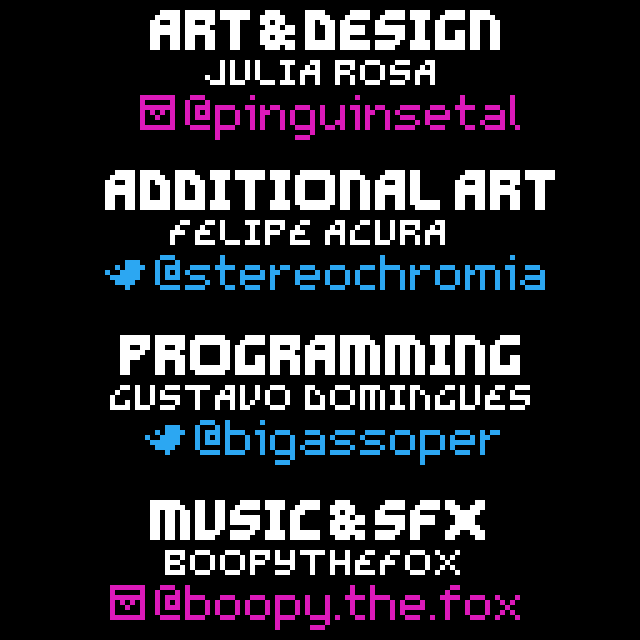 ART & DESIGN
JULIA ROSA
@pinguinsetal
ADDITIONAL ART
FELIPE ACURA
@stereochromia
PROGRAMMING
GUSTAVO DOMINGUES
@bigassoper
MUSIC & SFX
BOOPYTHEFOX
@boopy.the.fox